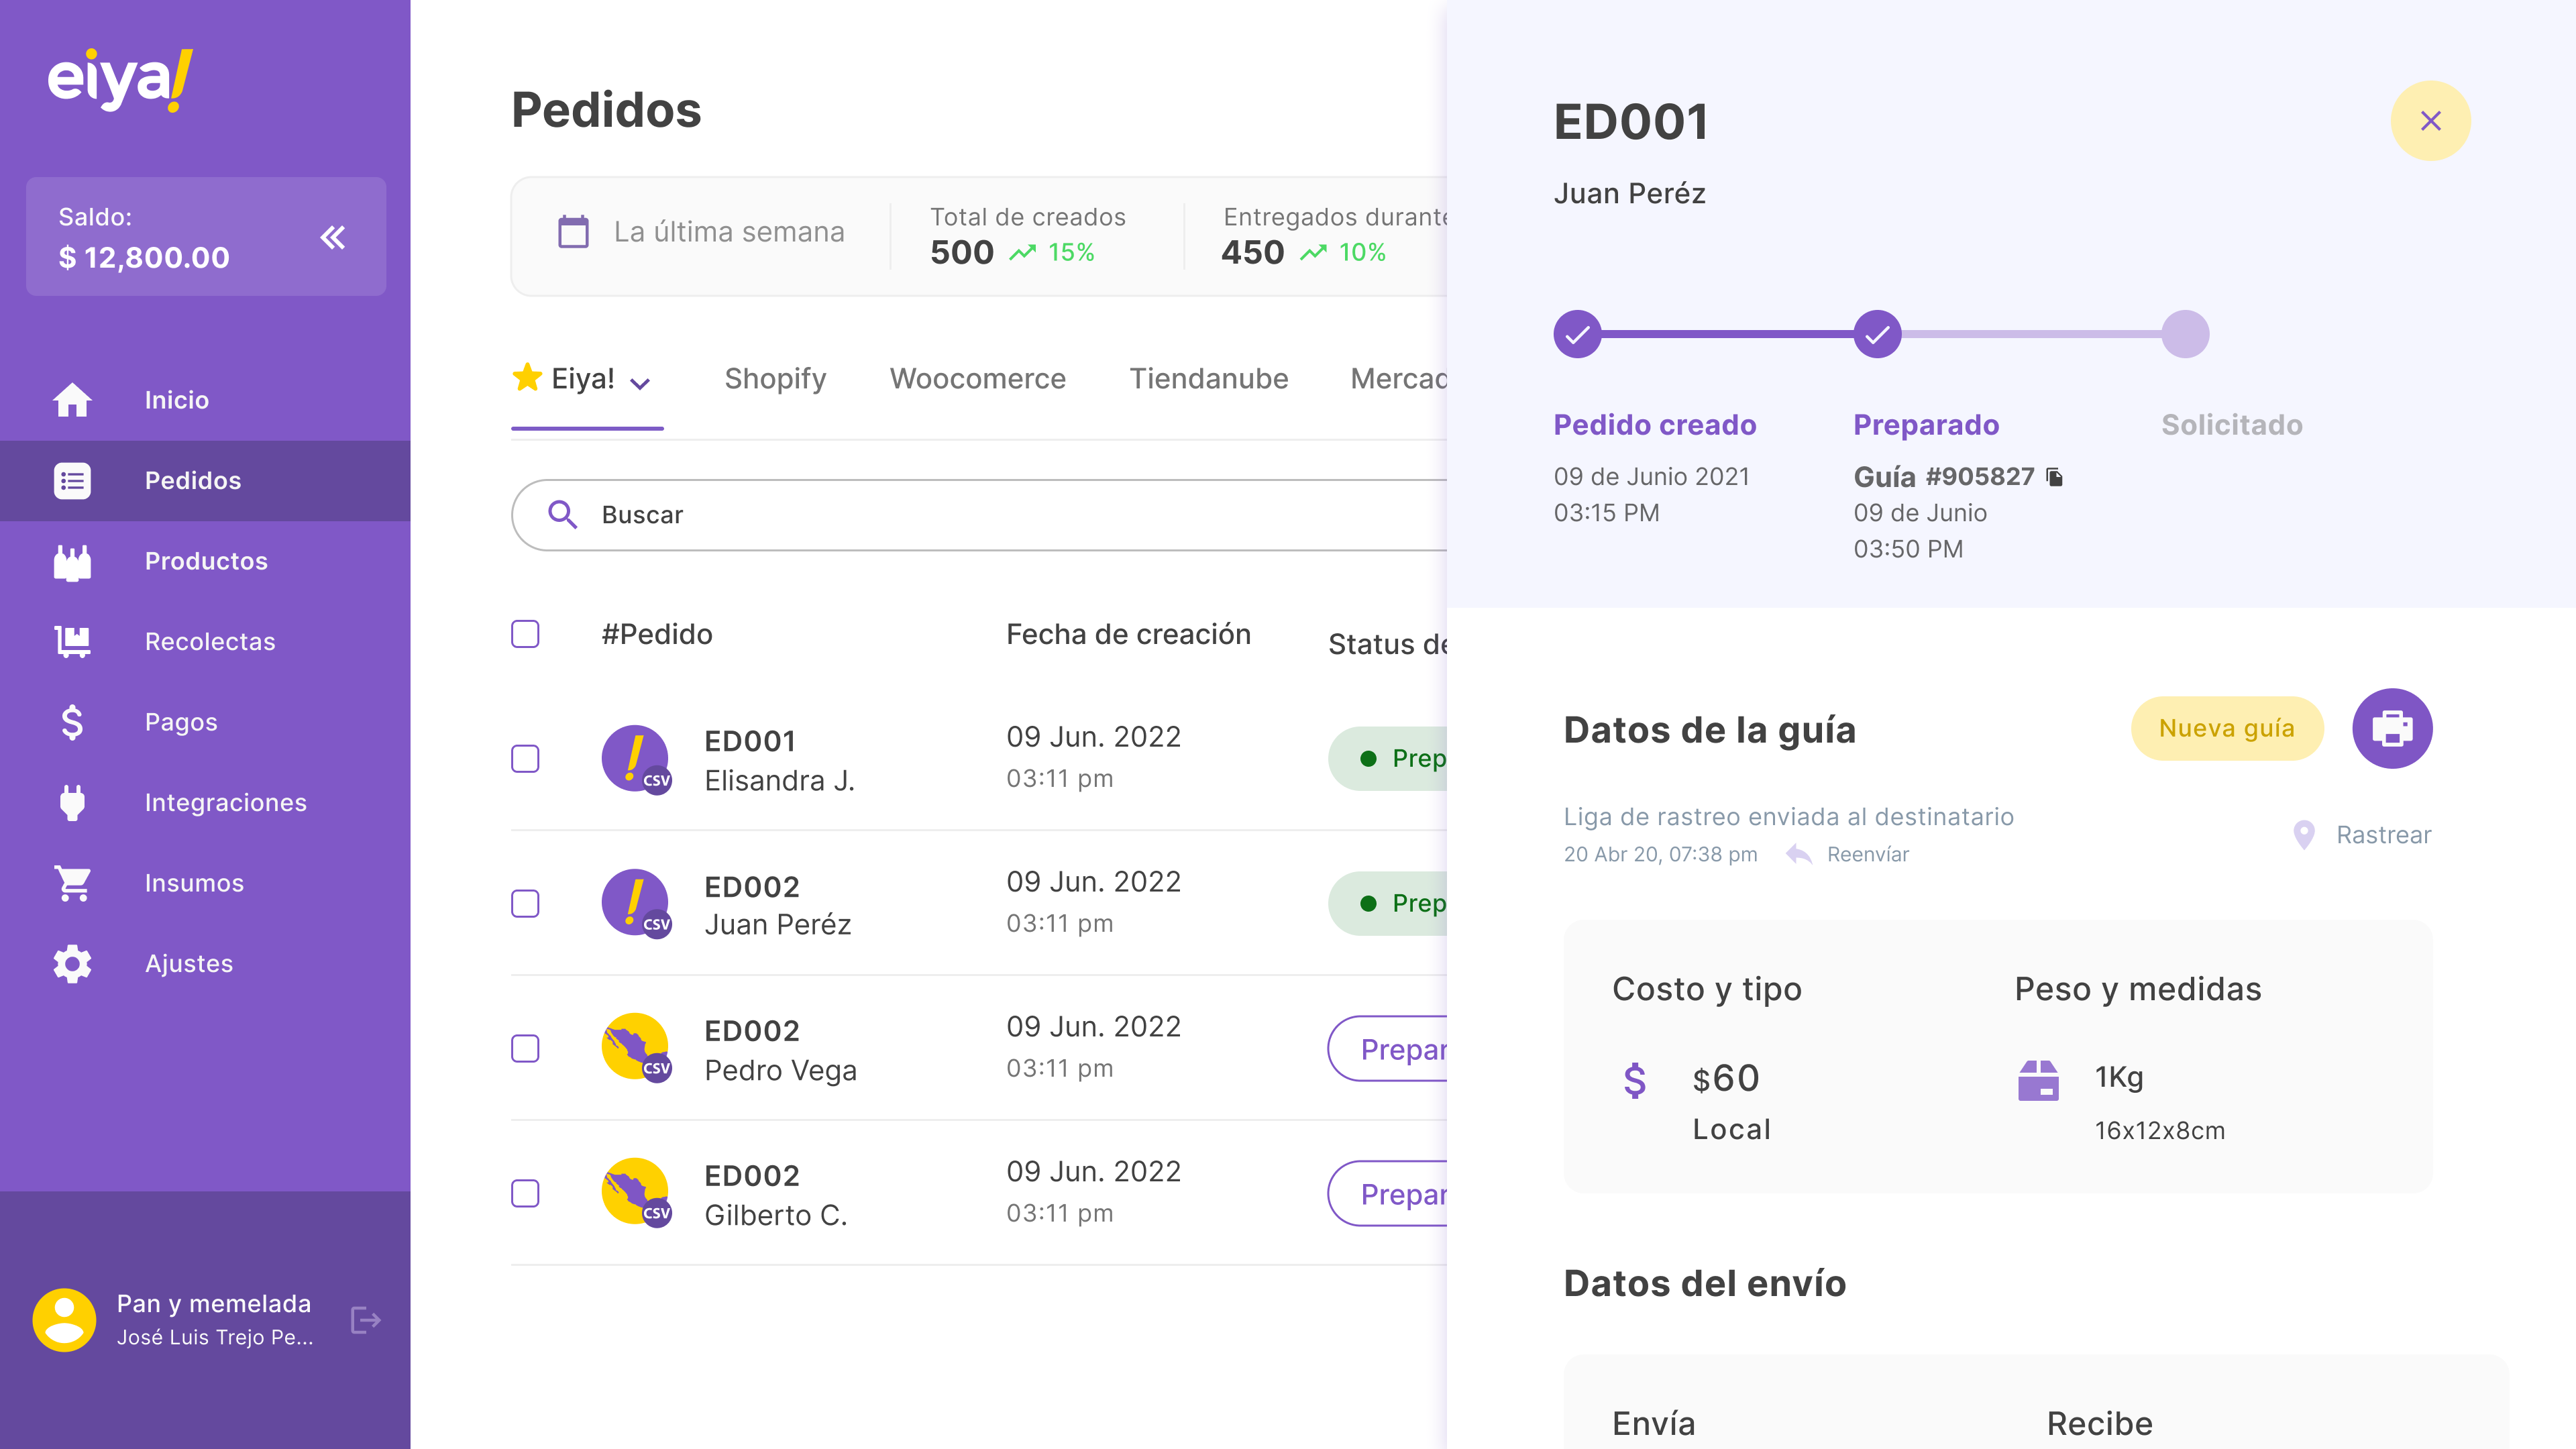 eiya!
Saldo:
$ 12,800.00
Inicio
Pedidos
Productos
Recolectas
Pagos
Integraciones
Insumos
Ajustes
Pan y memelada
José Luis Trejo Pe...
Pedidos
La última semana
Total de creados
500 15%
Entregados durante
450 10%
Eiya! Shopify Woocomerce Tiendanube Mercad
Buscar
#Pedido Fecha de creación Status de
ED001 09 Jun. 2022
Elisandra J. 03:11 pm
CSV
Prep
ED002 09 Jun. 2022
Juan Peréz 03:11 pm
CSV
Prep
ED002 09 Jun. 2022
Pedro Vega 03:11 pm
CSV
Prepar
ED002 09 Jun. 2022
Gilberto C. 03:11 pm
CSV
Prepar
ED001
Juan Peréz
Pedido creado
09 de Junio 2021
03:15 PM
Preparado
Guía #905827
09 de Junio
03:50 PM
Solicitado
Datos de la guía
Nueva guía
Liga de rastreo enviada al destinatario
20 Abr 20, 07:38 pm Reenvíar
Rastrear
Costo y tipo
$60
Local
Peso y medidas
1Kg
16x12x8cm
Datos del envío
Envía Recibe